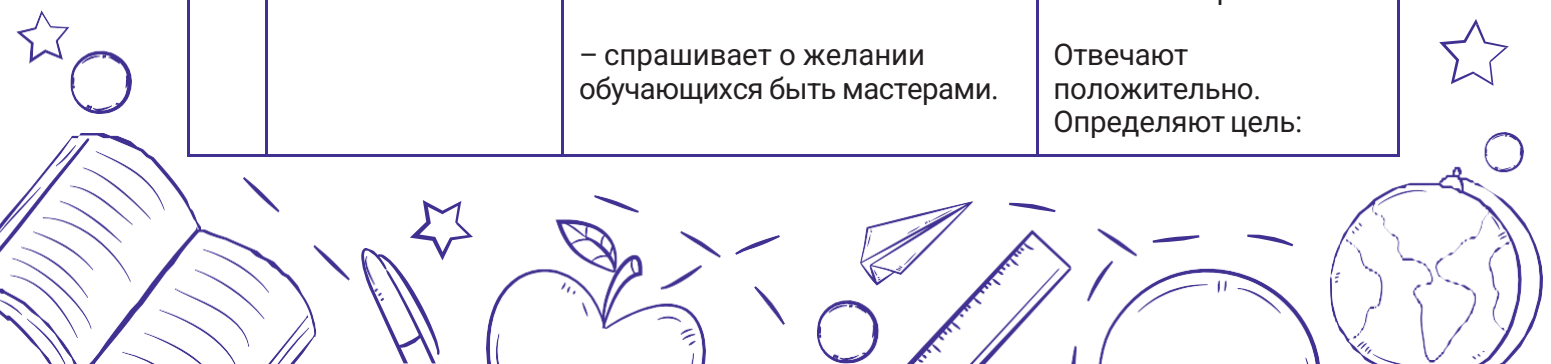 – спрашивает о желании
обучающихся быть мастерами.
Отвечают
положительно.
Определяют цель: